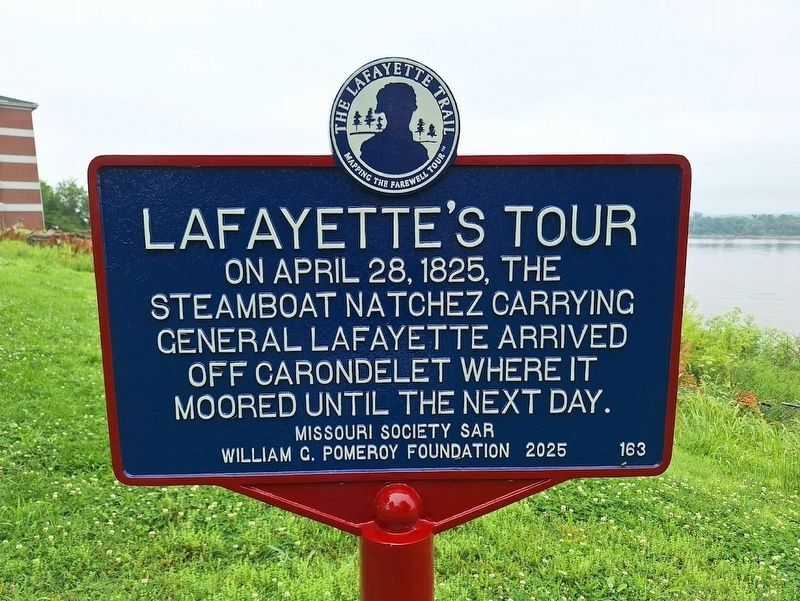 THE LAFAYETTE TRAIL
MAPPING THE FAREWELL TOUR™
LAFAYETTE'S TOUR
ON APRIL 28, 1825, THE
STEAMBOAT NATCHEZ CARRYING
GENERAL LAFAYETTE ARRIVED
OFF CARONDELET WHERE IT
MOORED UNTIL THE NEXT DAY.
MISSOURI SOCIETY SAR
WILLIAM G. POMEROY FOUNDATION 2025 163